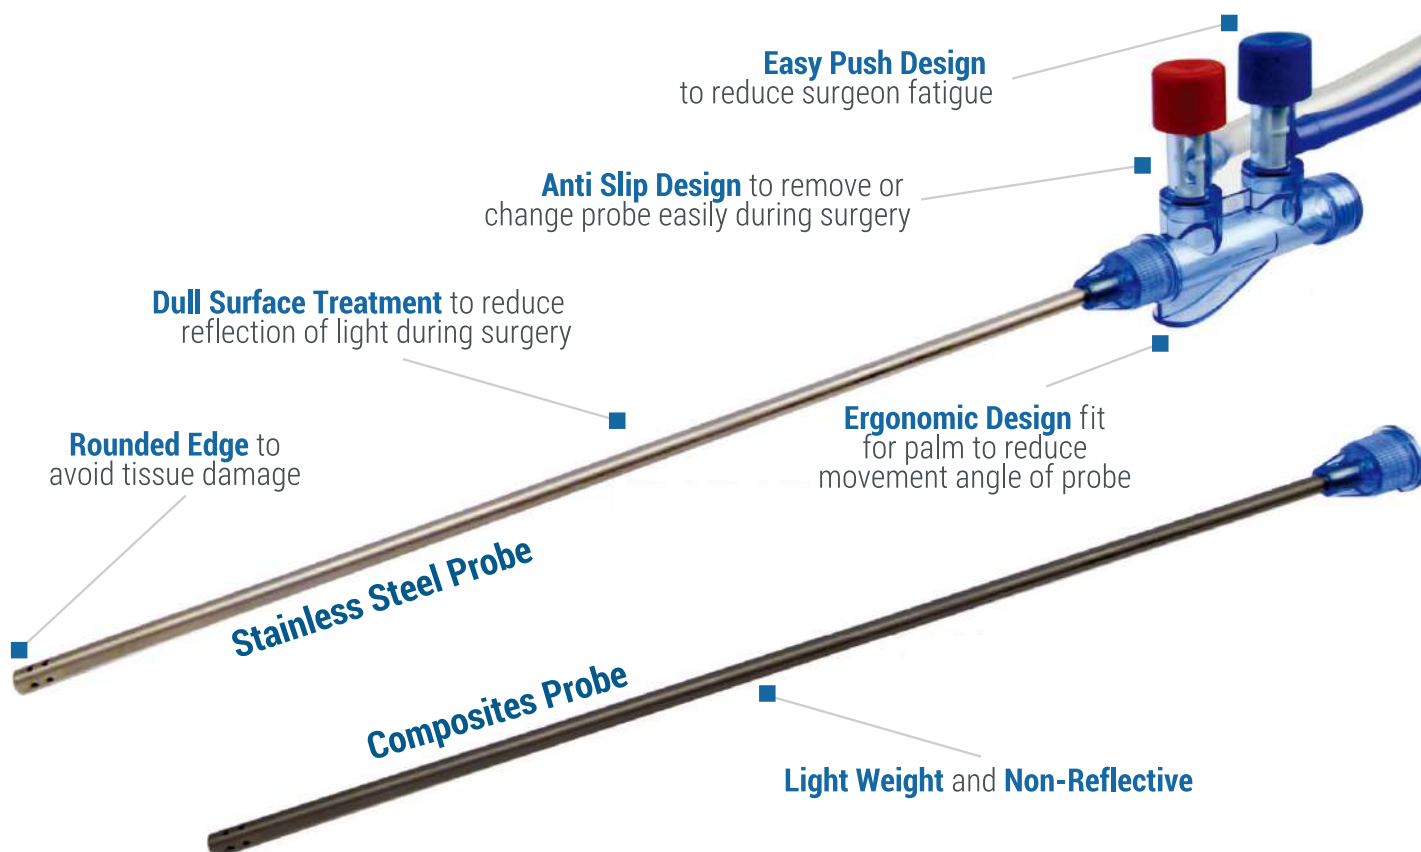 Easy Push Design
to reduce surgeon fatigue
Anti Slip Design to remove or
change probe easily during surgery
Dull Surface Treatment to reduce
reflection of light during surgery
Rounded Edge to
avoid tissue damage
Ergonomic Design fit
for palm to reduce
movement angle of probe
Stainless Steel Probe
Composites Probe
Light Weight and Non-Reflective